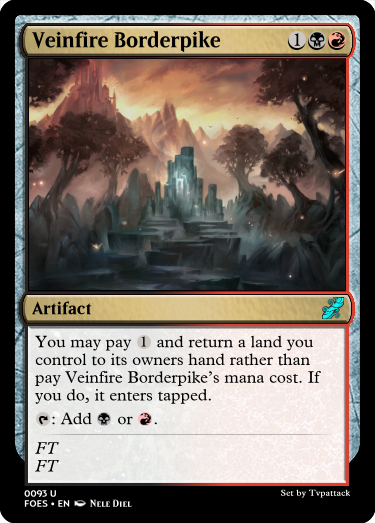 Veinfire Borderpike 1
Artifact
You may pay 1 and return a land you
control to its owners hand rather than
pay Veinfire Borderpike's mana cost. If
you do, it enters tapped.
: Add or .
FT
FT
0093 U
FOES • EN NELE DIEL
Set by Tvpattack